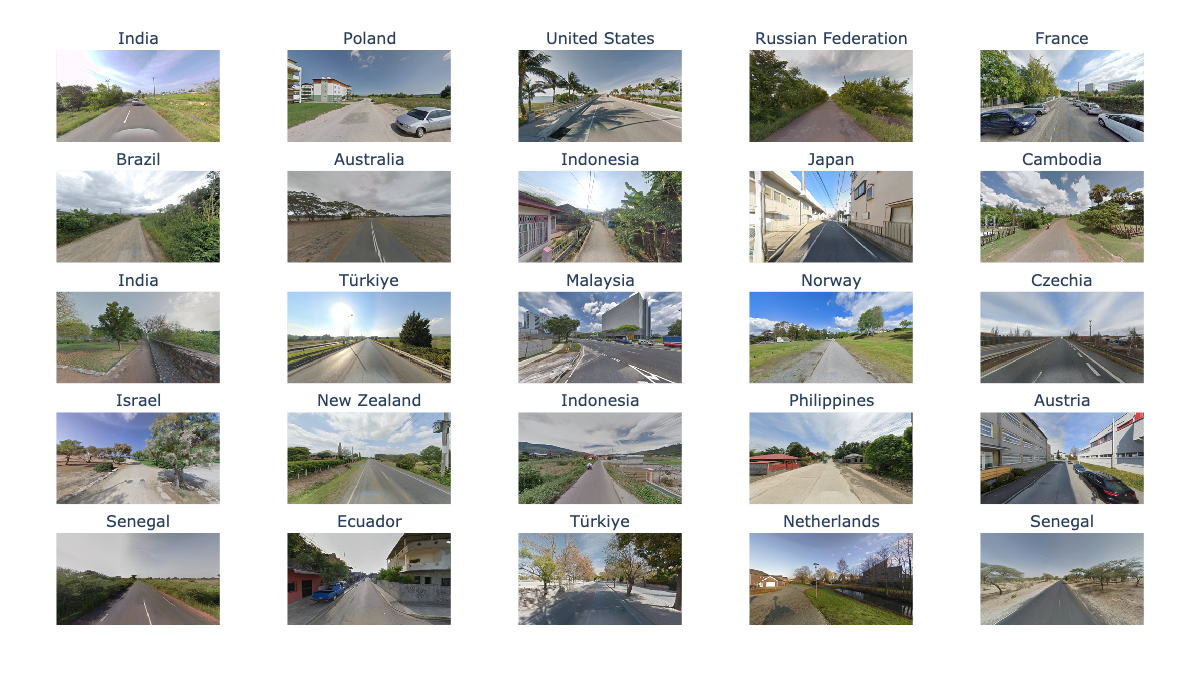 India
Poland
United States
Russian Federation
France
Brazil
Australia
Indonesia
Japan
Cambodia
India
Türkiye
Malaysia
Norway
Czechia
Israel
New Zealand
Indonesia
Philippines
Austria
Senegal
Ecuador
Türkiye
Netherlands
Senegal